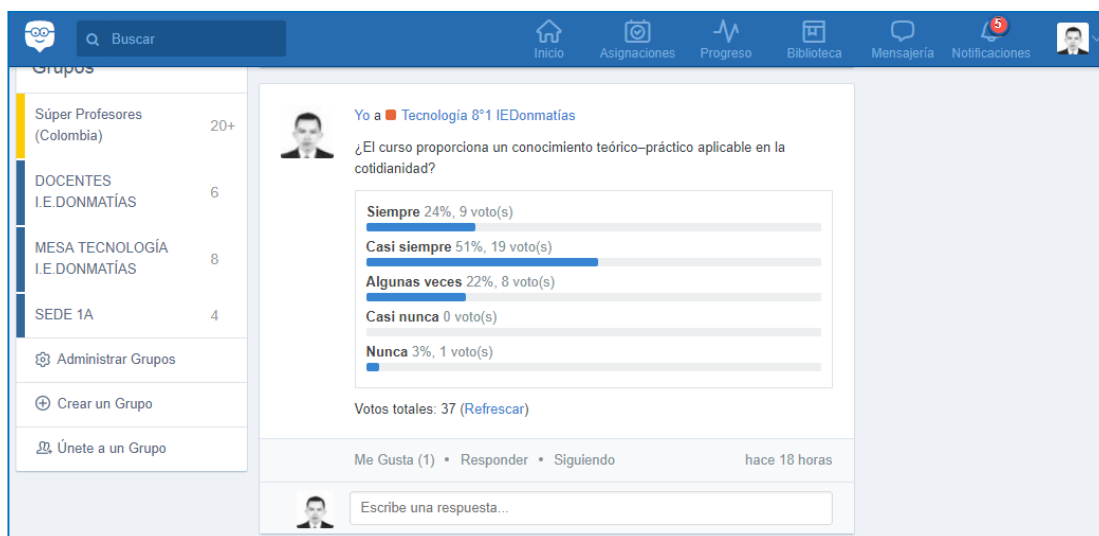 Buscar
Inicio
Asignaciones
Progreso
Biblioteca
Mensajería
5
Notificaciones
Grupos
Súper Profesores
(Colombia)
20+
DOCENTES
I.E.DONMATÍAS
6
MESA TECNOLOGÍA
I.E.DONMATÍAS
8
SEDE 1A
4
Administrar Grupos
Crear un Grupo
Únete a un Grupo
Yo a Tecnología 8°1 IEDonmatías
¿El curso proporciona un conocimiento teórico–práctico aplicable en la
cotidianidad?
Siempre 24%, 9 voto(s)
Casi siempre 51%, 19 voto(s)
Algunas veces 22%, 8 voto(s)
Casi nunca 0 voto(s)
Nunca 3%, 1 voto(s)
Votos totales: 37 (Refrescar)
Me Gusta (1) • Responder • Siguiendo
hace 18 horas
Escribe una respuesta...